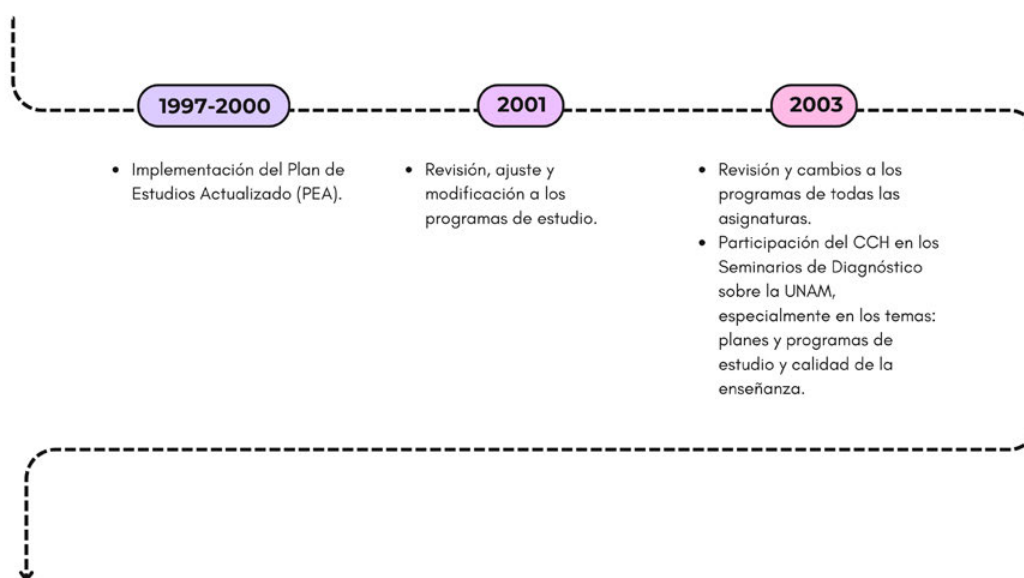 1997-2000
• Implementación del Plan de
Estudios Actualizado (PEA).
2001
• Revisión, ajuste y
modificación a los
programas de estudio.
2003
• Revisión y cambios a los
programas de todas las
asignaturas.
• Participación del CCH en los
Seminarios de Diagnóstico
sobre la UNAM,
especialmente en los temas:
planes y programas de
estudio y calidad de la
enseñanza.